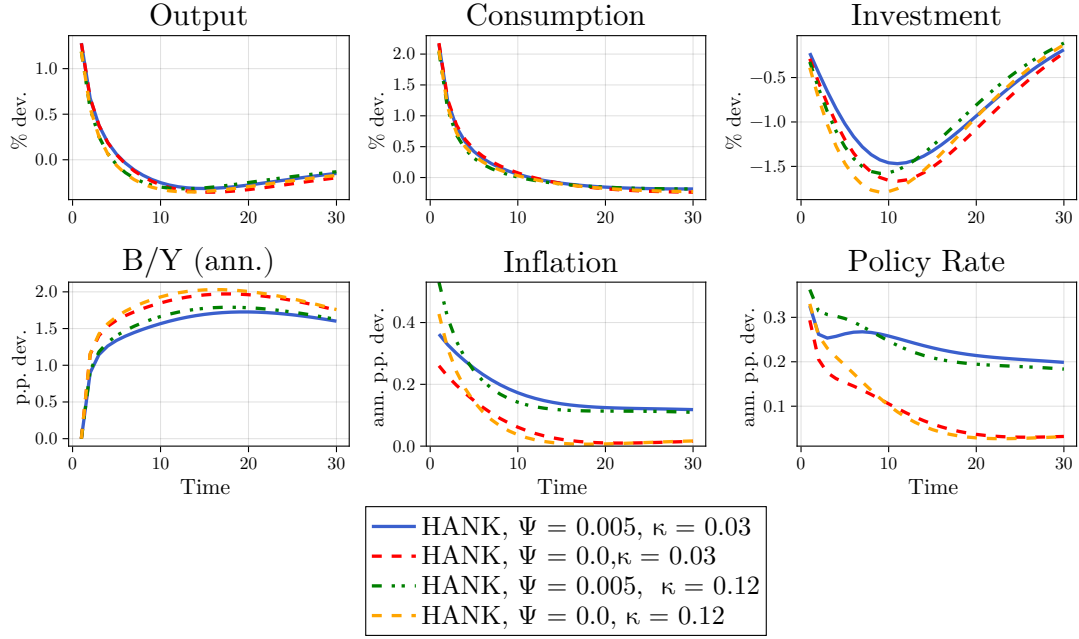 Output
% dev.
1.0
0.5
0.0
0
10
20
30
Consumption
% dev.
2.0
1.5
1.0
0.5
0.0
0
10
20
30
Investment
% dev.
−0.5
−1.0
−1.5
0
10
20
30
B/Y (ann.)
p.p. dev.
2.0
1.5
1.0
0.5
0.0
0
10
20
30
Time
Inflation
ann. p.p. dev.
0.4
0.2
0.0
0
10
20
30
Time
Policy Rate
ann. p.p. dev.
0.3
0.2
0.1
0
10
20
30
Time
HANK, Ψ = 0.005, κ = 0.03
HANK, Ψ = 0.0,κ = 0.03
HANK, Ψ = 0.005,  κ = 0.12
HANK, Ψ = 0.0, κ = 0.12